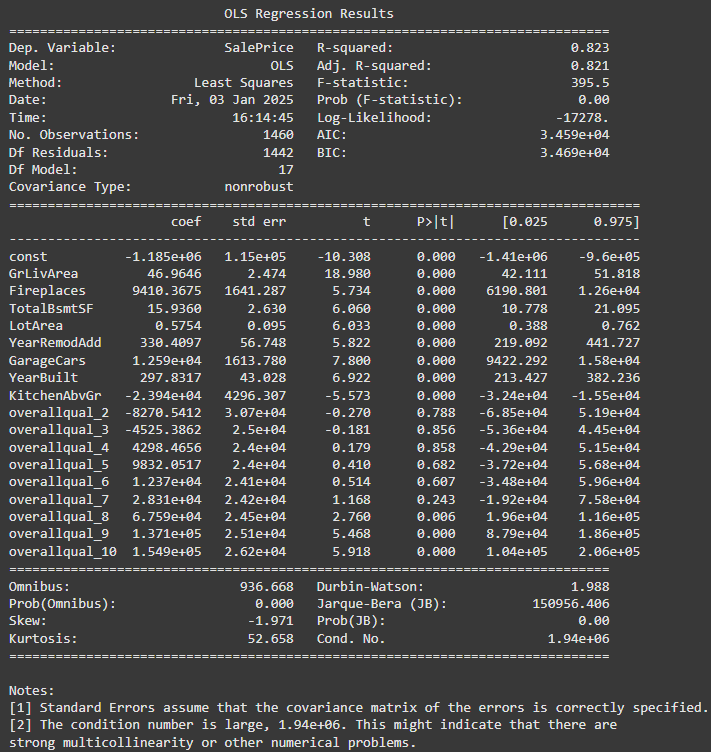 OLS Regression Results
==============================================================================
Dep. Variable:              SalePrice   R-squared:                       0.823
Model:                            OLS   Adj. R-squared:                  0.821
Method:                 Least Squares   F-statistic:                     395.5
Date:                Fri, 03 Jan 2025   Prob (F-statistic):               0.00
Time:                        16:14:45   Log-Likelihood:                -17278.
No. Observations:                1460   AIC:                         3.459e+04
Df Residuals:                    1442   BIC:                         3.469e+04
Df Model:                          17
Covariance Type:            nonrobust
==================================================================================
                     coef    std err          t      P>|t|      [0.025      0.975]
----------------------------------------------------------------------------------
const          -1.185e+06   1.15e+05    -10.308      0.000   -1.41e+06    -9.6e+05
GrLivArea         46.9646      2.474     18.980      0.000      42.111      51.818
Fireplaces      9410.3675   1641.287      5.734      0.000    6190.801    1.26e+04
TotalBsmtSF       15.9360      2.630      6.060      0.000      10.778      21.095
LotArea            0.5754      0.095      6.033      0.000       0.388       0.762
YearRemodAdd     330.4097     56.748      5.822      0.000     219.092     441.727
GarageCars      1.259e+04   1613.780      7.800      0.000    9422.292    1.58e+04
YearBuilt        297.8317     43.028      6.922      0.000     213.427     382.236
KitchenAbvGr   -2.394e+04   4296.307     -5.573      0.000   -3.24e+04   -1.55e+04
overallqual_2  -8270.5412   3.07e+04     -0.270      0.788   -6.85e+04    5.19e+04
overallqual_3  -4525.3862    2.5e+04     -0.181      0.856   -5.36e+04    4.45e+04
overallqual_4   4298.4656    2.4e+04      0.179      0.858   -4.29e+04    5.15e+04
overallqual_5   9832.0517    2.4e+04      0.410      0.682   -3.72e+04    5.68e+04
overallqual_6   1.237e+04   2.41e+04      0.514      0.607   -3.48e+04    5.96e+04
overallqual_7   2.831e+04   2.42e+04      1.168      0.243   -1.92e+04    7.58e+04
overallqual_8   6.759e+04   2.45e+04      2.760      0.006    1.96e+04    1.16e+05
overallqual_9   1.371e+05   2.51e+04      5.468      0.000    8.79e+04    1.86e+05
overallqual_10  1.549e+05   2.62e+04      5.918      0.000    1.04e+05    2.06e+05
==============================================================================
Omnibus:                      936.668   Durbin-Watson:                   1.988
Prob(Omnibus):                  0.000   Jarque-Bera (JB):           150956.406
Skew:                          -1.971   Prob(JB):                         0.00
Kurtosis:                      52.658   Cond. No.                     1.94e+06
==============================================================================
Notes:
[1] Standard Errors assume that the covariance matrix of the errors is correctly specified.
[2] The condition number is large, 1.94e+06. This might indicate that there are
strong multicollinearity or other numerical problems.